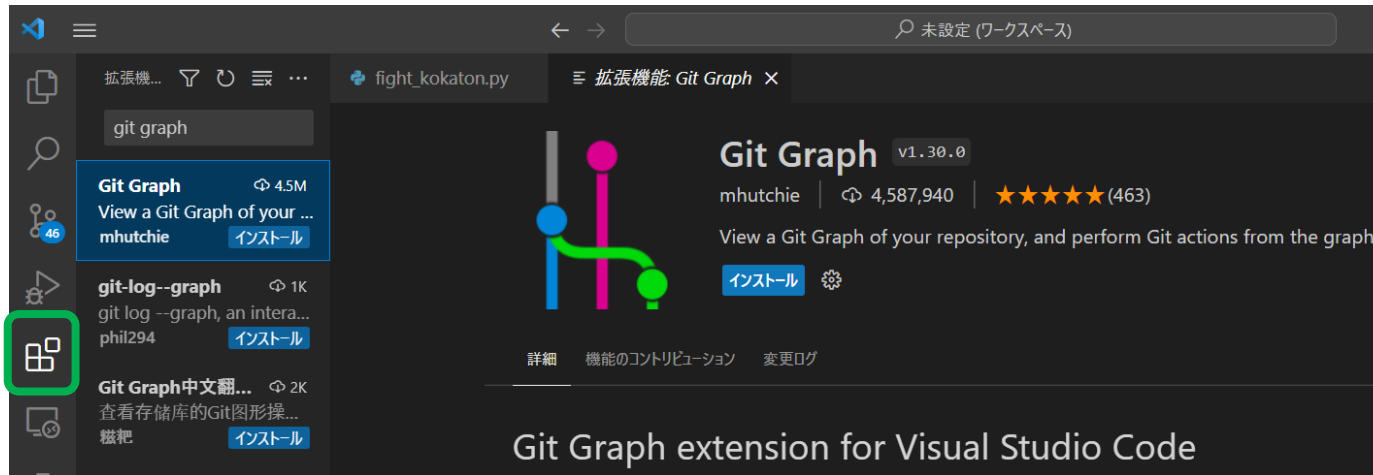 未設定 (ワークスペース)
拡張機... ···
git graph
Git Graph 4.5M
View a Git Graph of your ...
mhutchie インストール
git-log--graph 1K
git log --graph, an intera...
phil294 インストール
Git Graph中文翻... 2K
查看存储库的Git图形操...
糍粑 インストール
46
fight_kokaton.py
拡張機能: Git Graph
Git Graph v1.30.0
mhutchie 4,587,940 ★★★★★(463)
View a Git Graph of your repository, and perform Git actions from the graph
インストール
詳細 機能のコントリビューション 変更ログ
Git Graph extension for Visual Studio Code